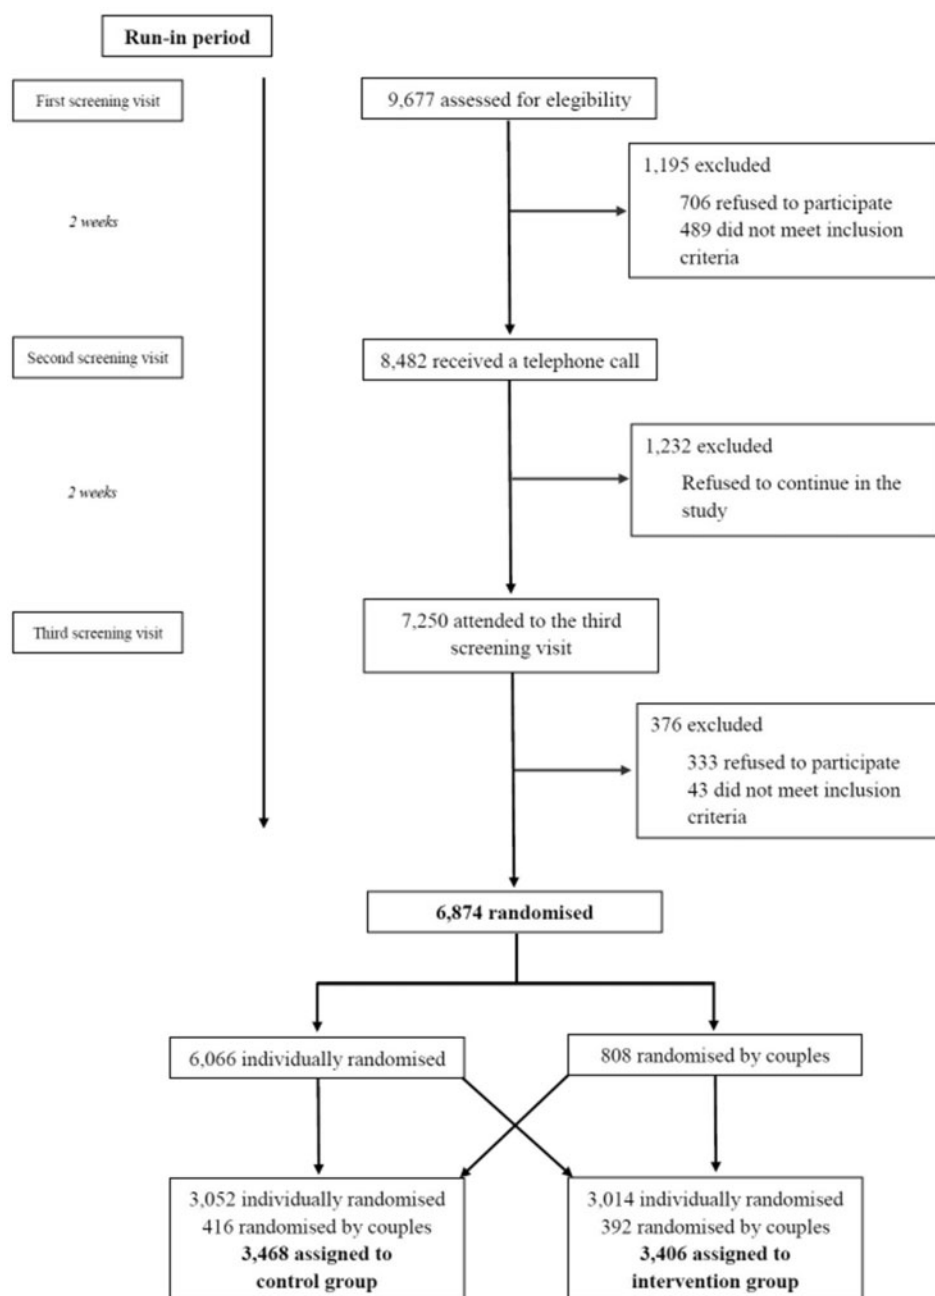 Run-in period
First screening visit
9,677 assessed for elegibility
1,195 excluded
706 refused to participate
489 did not meet inclusion
criteria
2 weeks
Second screening visit
8,482 received a telephone call
1,232 excluded
Refused to continue in the
study
2 weeks
Third screening visit
7,250 attended to the third
screening visit
376 excluded
333 refused to participate
43 did not meet inclusion
criteria
6,874 randomised
6,066 individually randomised
808 randomised by couples
3,052 individually randomised
416 randomised by couples
3,468 assigned to
control group
3,014 individually randomised
392 randomised by couples
3,406 assigned to
intervention group